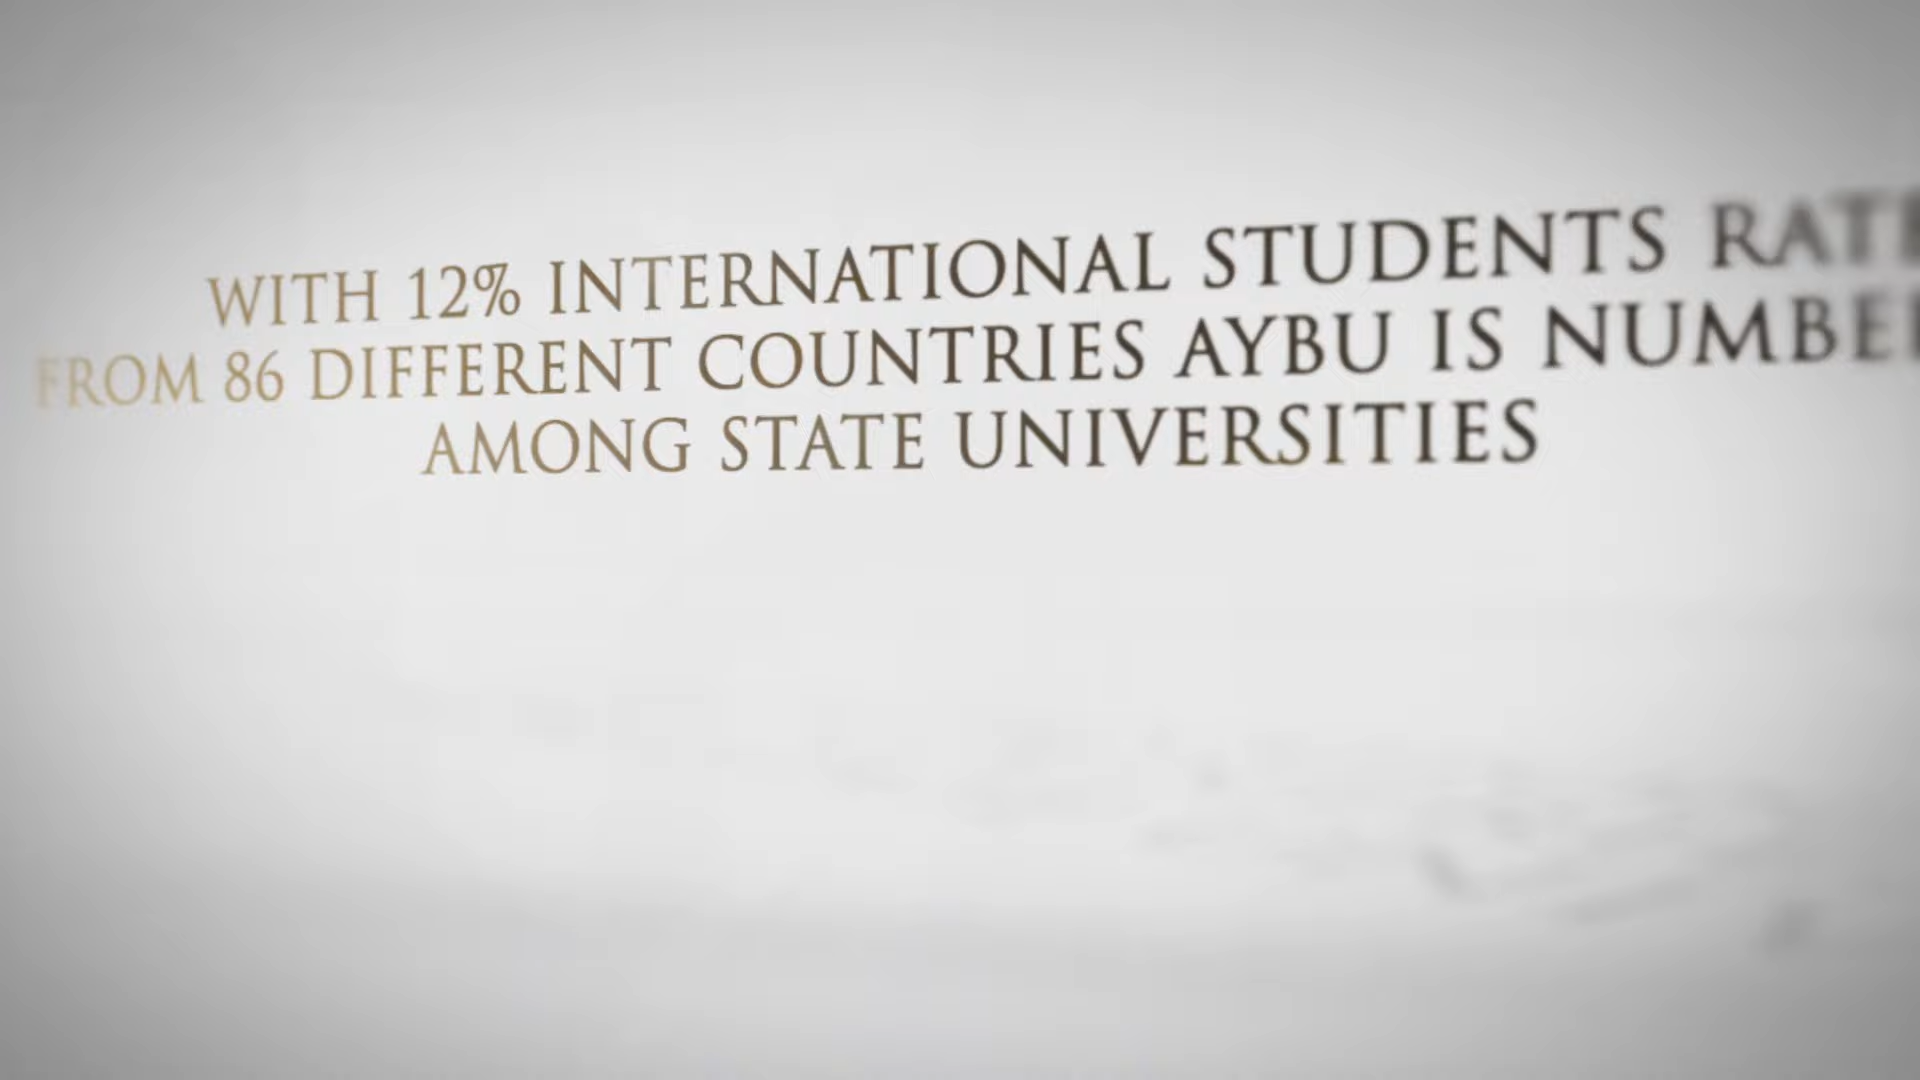 WITH 12% INTERNATIONAL STUDENTS
FROM 86 DIFFERENT COUNTRIES AYBU IS
AMONG STATE UNIVERSITIES